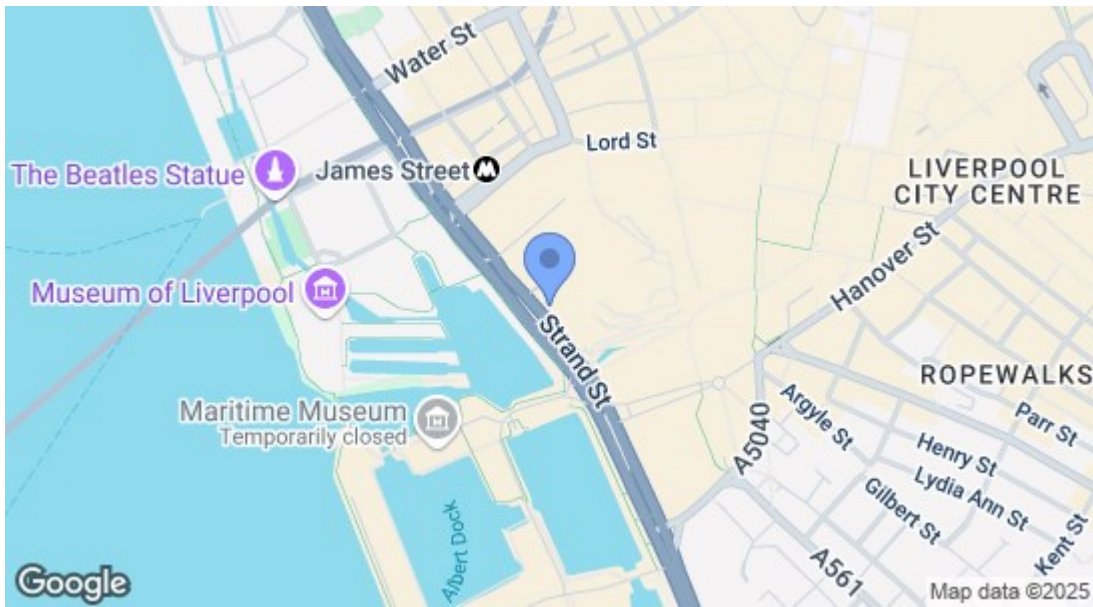 Water St
Lord St
The Beatles Statue
James Street
LIVERPOOL
CITY CENTRE
Hanover St
Museum of Liverpool
Strand St
ROPEWALKS
Maritime Museum
Temporarily closed
Argyle St
Parr St
A5040
Henry St
Lydia Ann St
Gilbert St
Kent St
Albert Dock
A561
Google
Map data ©2025